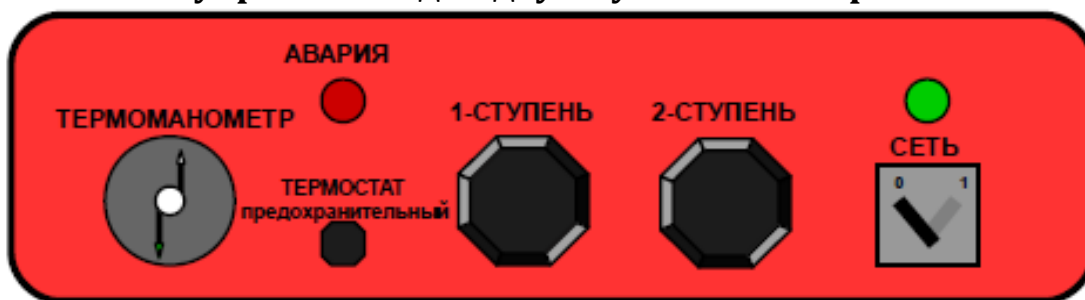 АВАРИЯ
ТЕРМОМАНОМЕТР
1-СТУПЕНЬ
2-СТУПЕНЬ
СЕТЬ
ТЕРМОСТАТ
предохранительный
0 1